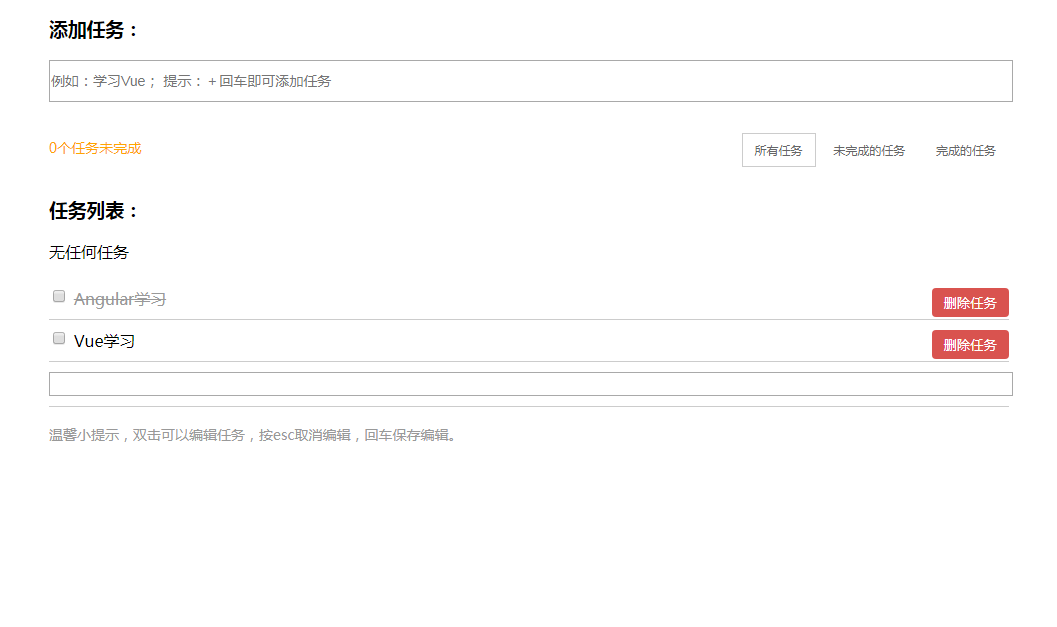 添加任务：
例如：学习Vue； 提示：＋回车即可添加任务
0个任务未完成
所有任务 未完成的任务 完成的任务
任务列表：
无任何任务
Angular学习 删除任务
Vue学习 删除任务
温馨小提示，双击可以编辑任务，按esc取消编辑，回车保存编辑。